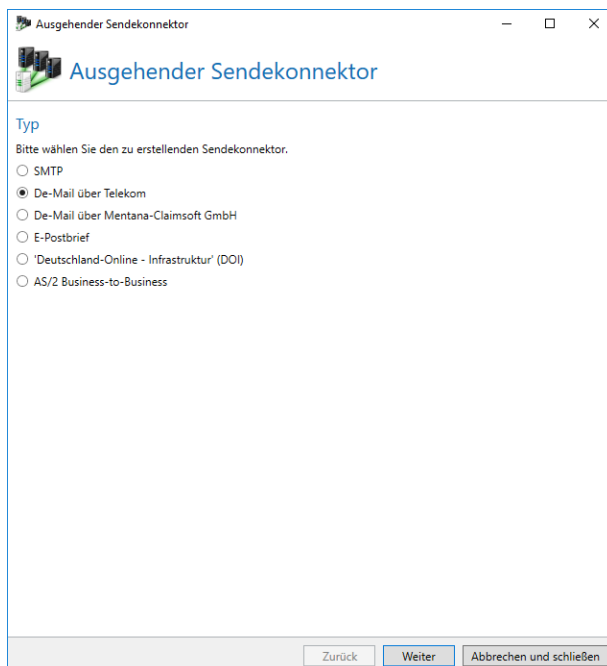 Ausgehender Sendekonnektor
Ausgehender Sendekonnektor
Typ
Bitte wählen Sie den zu erstellenden Sendekonnektor.
SMTP
De-Mail über Telekom
De-Mail über Mentana-Claimsoft GmbH
E-Postbrief
'Deutschland-Online - Infrastruktur' (DOI)
AS/2 Business-to-Business
Zurück Weiter Abbrechen und schließen